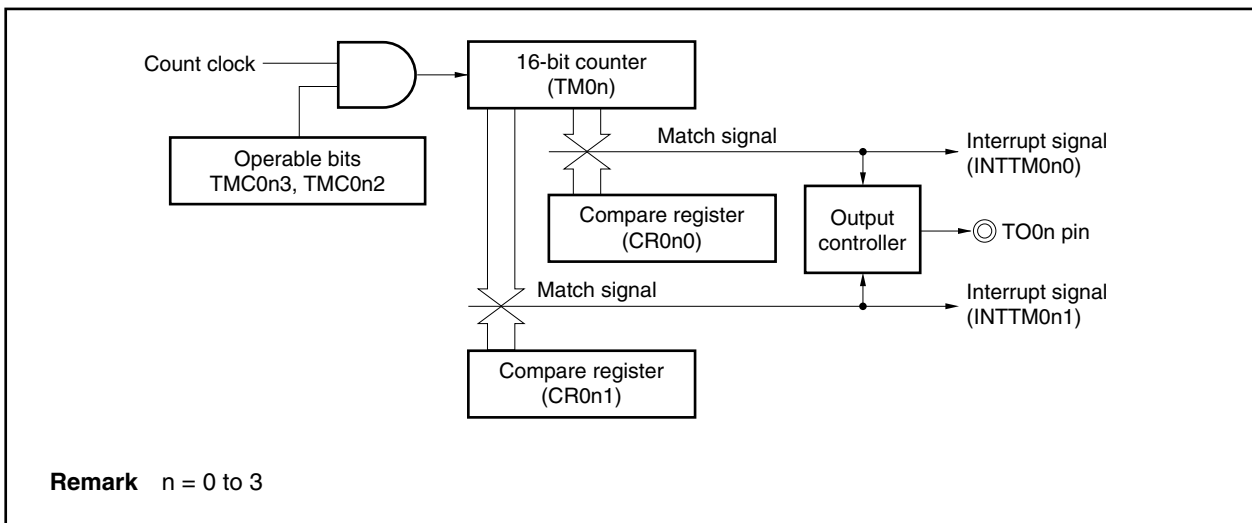 Count clock
16-bit counter
(TM0n)
Operable bits
TMC0n3, TMC0n2
Match signal
Interrupt signal
(INTTM0n0)
Compare register
(CR0n0)
Output
controller
TO0n pin
Match signal
Interrupt signal
(INTTM0n1)
Compare register
(CR0n1)
Remark n = 0 to 3